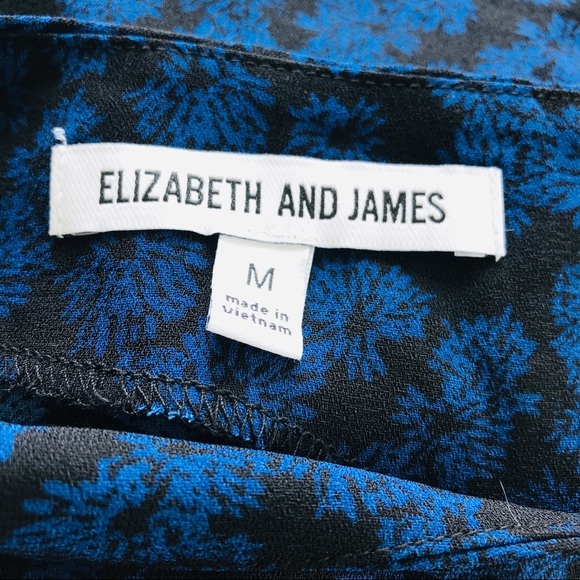 ELIZABETH AND JAMES
M
made in
vietnam